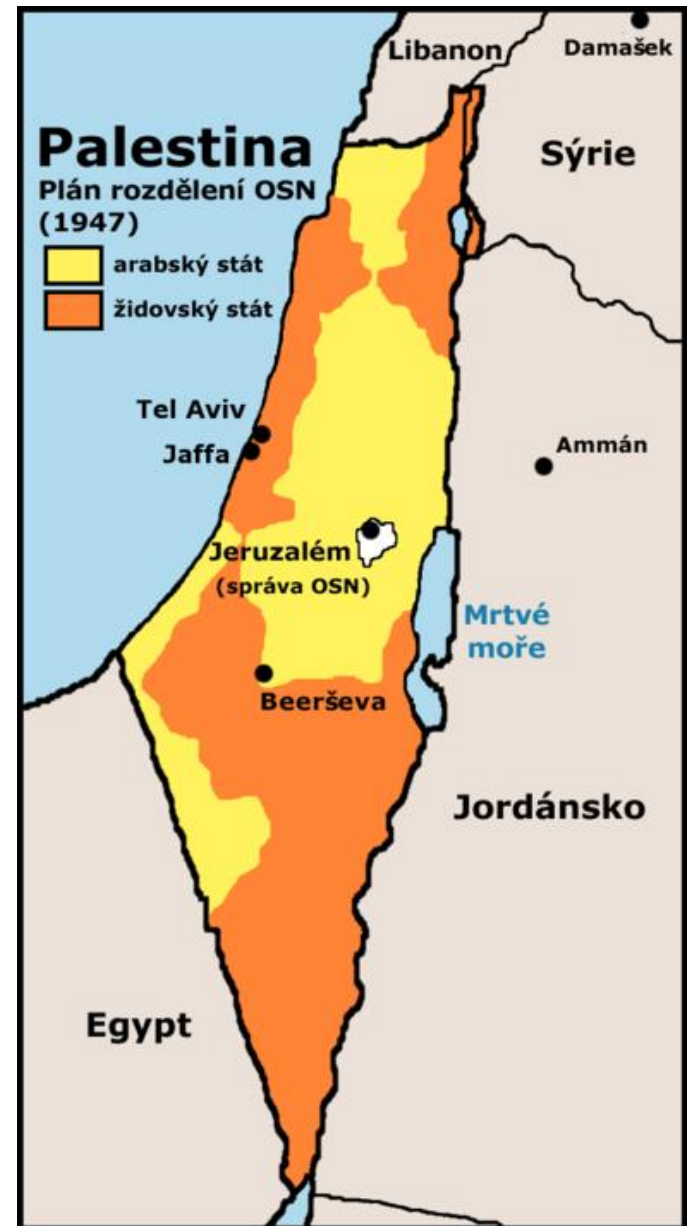 Libanon
Damašek
Palestina
Plán rozdělení OSN
(1947)
arabský stát
židovský stát
Sýrie
Tel Aviv
Jaffa
Ammán
Jeruzalém
(správa OSN)
Mrtvé
moře
Beerševa
Jordánsko
Egypt